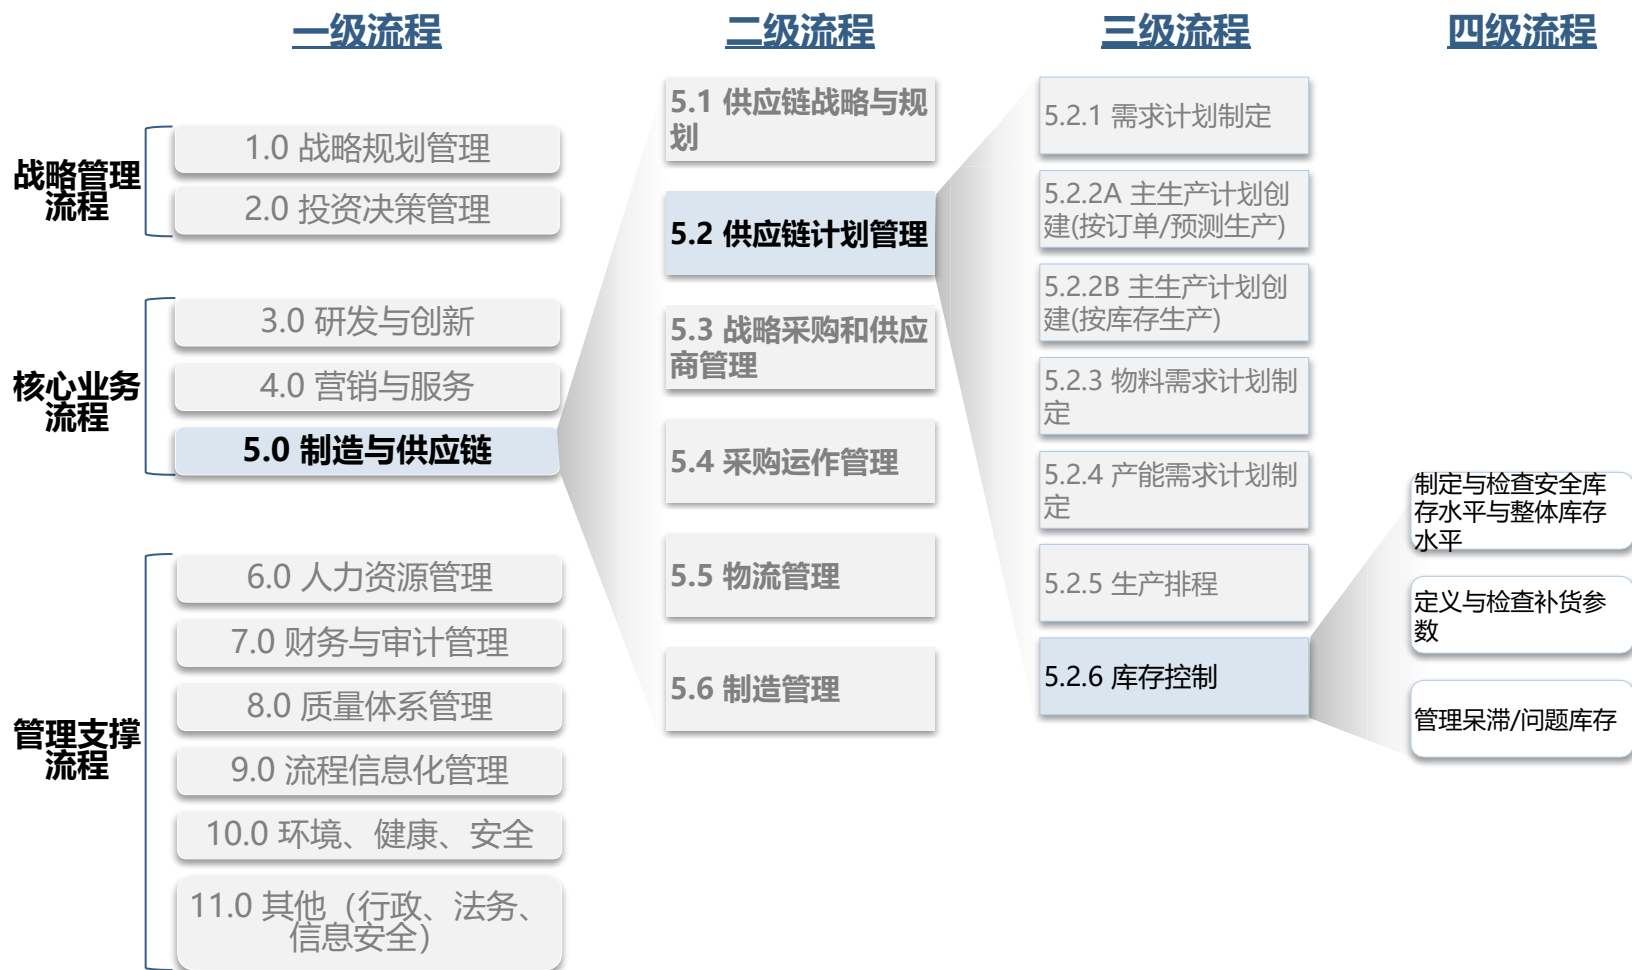 一级流程
二级流程
三级流程
四级流程
战略管理
流程
1.0 战略规划管理
2.0 投资决策管理
核心业务
流程
3.0 研发与创新
4.0 营销与服务
5.0 制造与供应链
管理支撑
流程
6.0 人力资源管理
7.0 财务与审计管理
8.0 质量体系管理
9.0 流程信息化管理
10.0 环境、健康、安全
11.0 其他（行政、法务、
信息安全）
5.1 供应链战略与规
划
5.2 供应链计划管理
5.3 战略采购和供应
商管理
5.4 采购运作管理
5.5 物流管理
5.6 制造管理
5.2.1 需求计划制定
5.2.2A 主生产计划创
建(按订单/预测生产)
5.2.2B 主生产计划创
建(按库存生产)
5.2.3 物料需求计划制
定
5.2.4 产能需求计划制
定
5.2.5 生产排程
5.2.6 库存控制
制定与检查安全库
存水平与整体库存
水平
定义与检查补货参
数
管理呆滞/问题库存